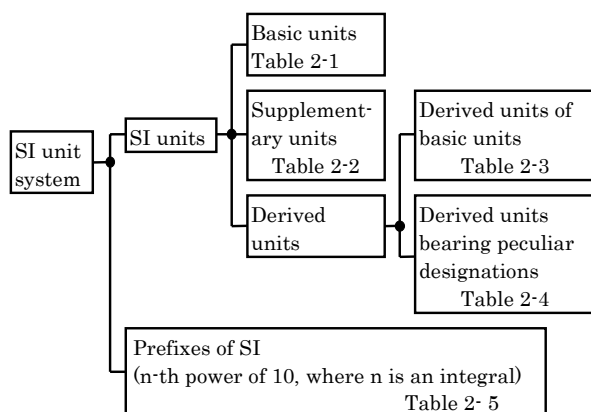 Basic units
Table 2-1
Supplement-
ary units
Table 2-2
Derived units of
basic units
Table 2-3
SI unit
system
SI units
Derived
units
Derived units
bearing peculiar
designations
Table 2-4
Prefixes of SI
(n-th power of 10, where n is an integral)
Table 2- 5